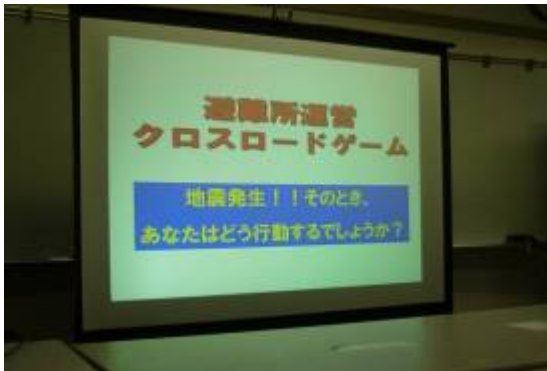 避難所運営
クロスロードゲーム
地震発生！！そのとき、
あなたはどう行動するでしょうか？